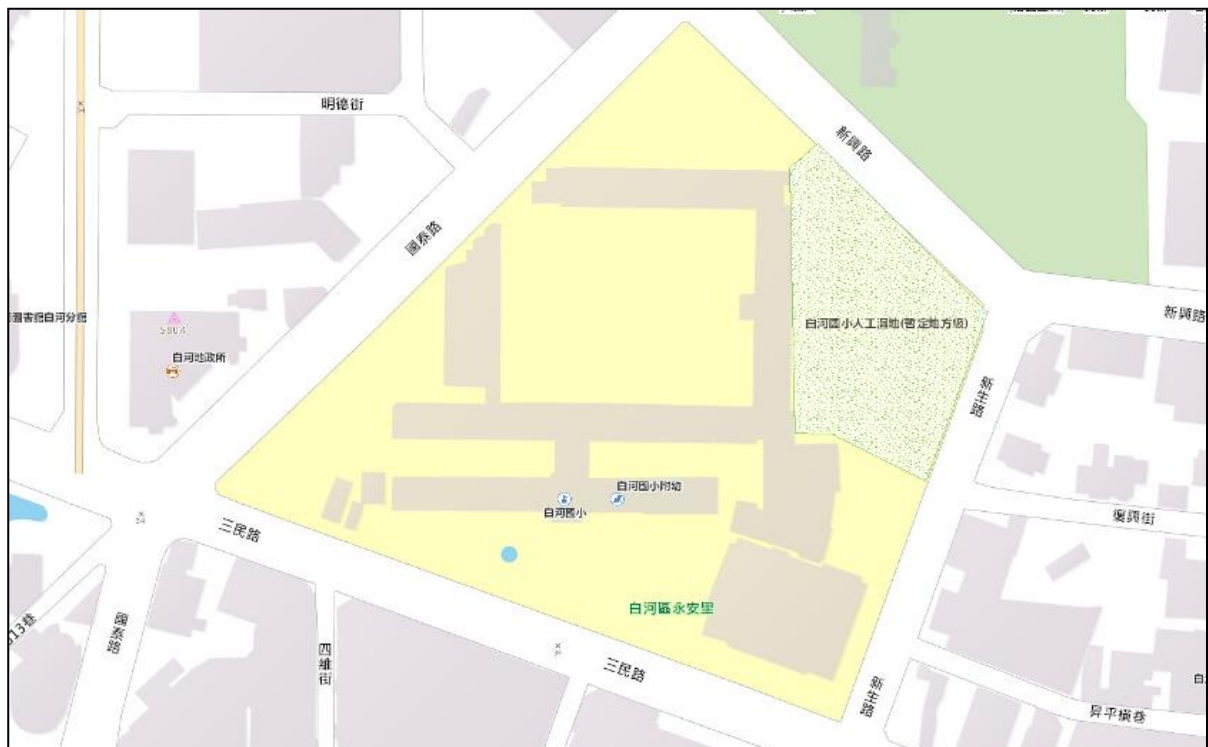 明德街
新興路
國泰路
圖書館白河分館
5804
白河地政所
白河國小人工濕地(暫定地方級)
新興路
新生路
白河國小附幼
白河國小
復興街
34
三民路
白河區永安里
國泰路
四維街
三民路
新生路
昇平橫巷